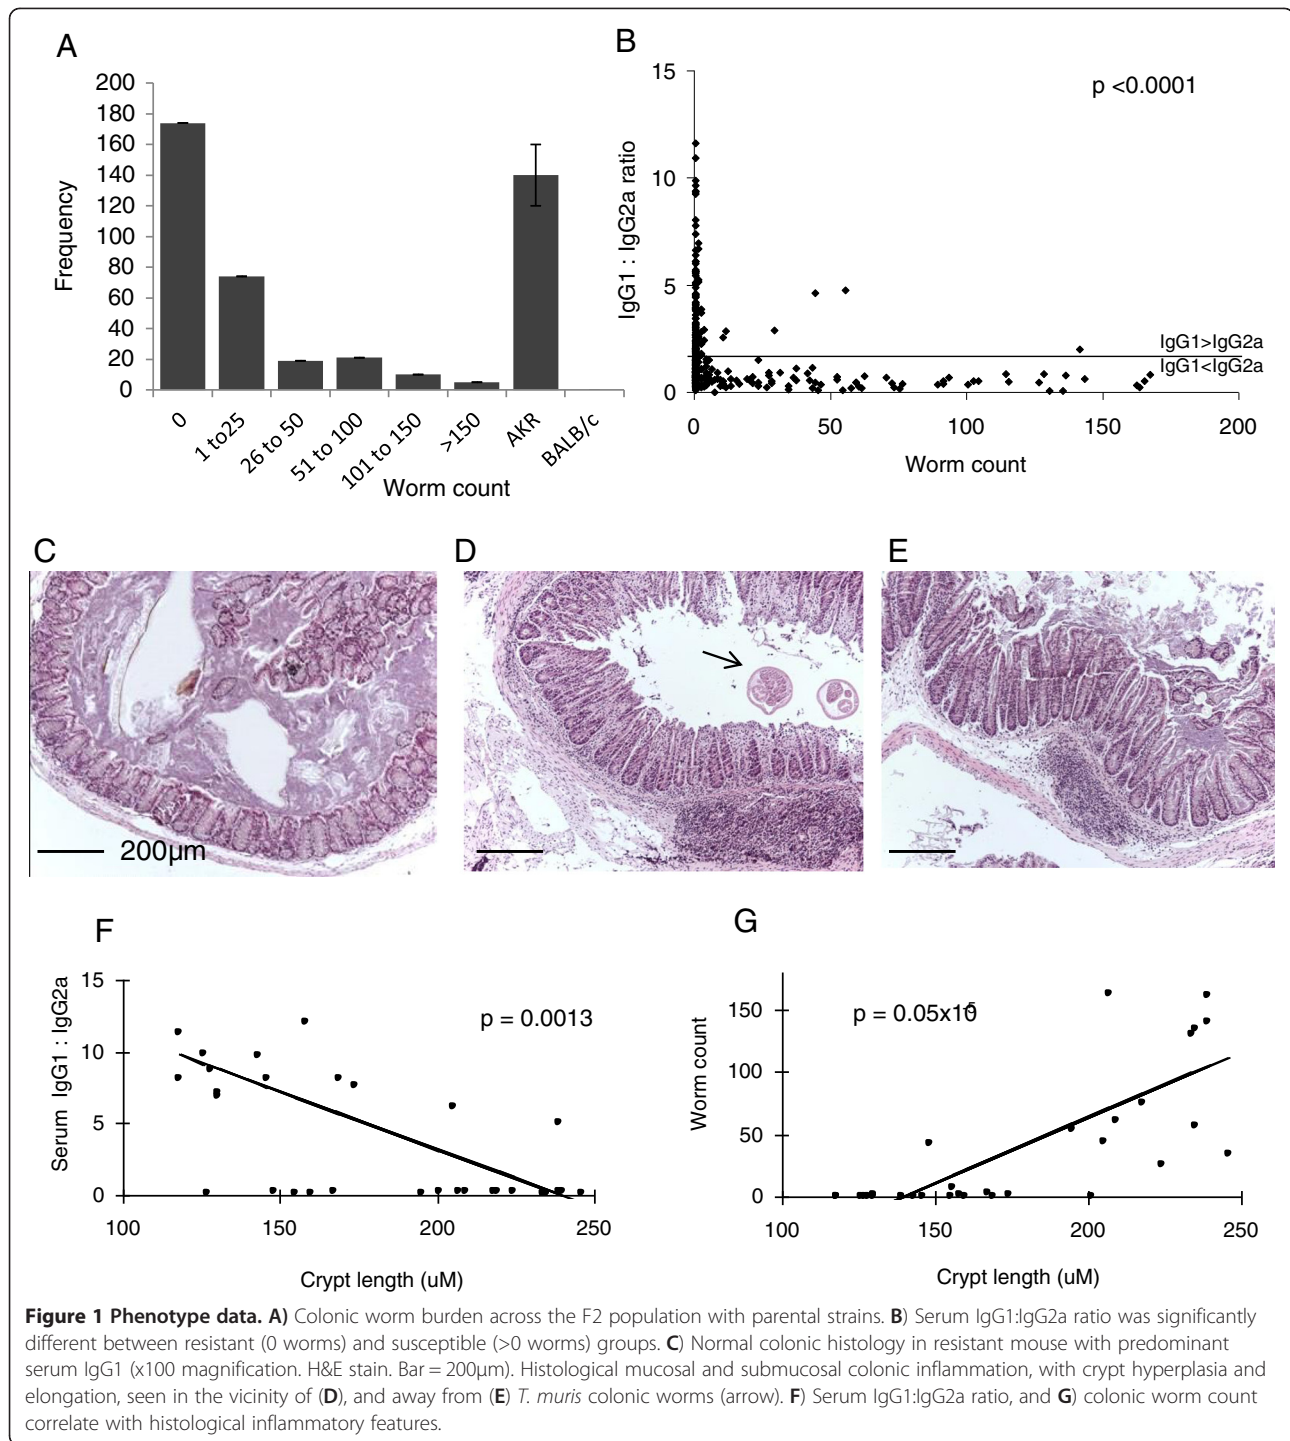 A
200
180
160
140
120
100
80
60
40
20
0
Frequency
0
1 to25
26 to 50
51 to 100
101 to 150
>150
AKR
BALB/c
Worm count
B
15
10
5
0
IgG1 : IgG2a ratio
p <0.0001
IgG1>IgG2a
IgG1<IgG2a
0 50 100 150 200
Worm count
C
200µm
D
E
F
15
10
5
0
Serum IgG1 : IgG2a
p = 0.0013
100 150 200 250
Crypt length (uM)
G
150
100
50
0
Worm count
p = 0.05x10⁵
100 150 200 250
Crypt length (uM)
Figure 1 Phenotype data. A) Colonic worm burden across the F2 population with parental strains. B) Serum IgG1:IgG2a ratio was significantly
different between resistant (0 worms) and susceptible (>0 worms) groups. C) Normal colonic histology in resistant mouse with predominant
serum IgG1 (x100 magnification. H&E stain. Bar = 200µm). Histological mucosal and submucosal colonic inflammation, with crypt hyperplasia and
elongation, seen in the vicinity of (D), and away from (E) T. muris colonic worms (arrow). F) Serum IgG1:IgG2a ratio, and G) colonic worm count
correlate with histological inflammatory features.